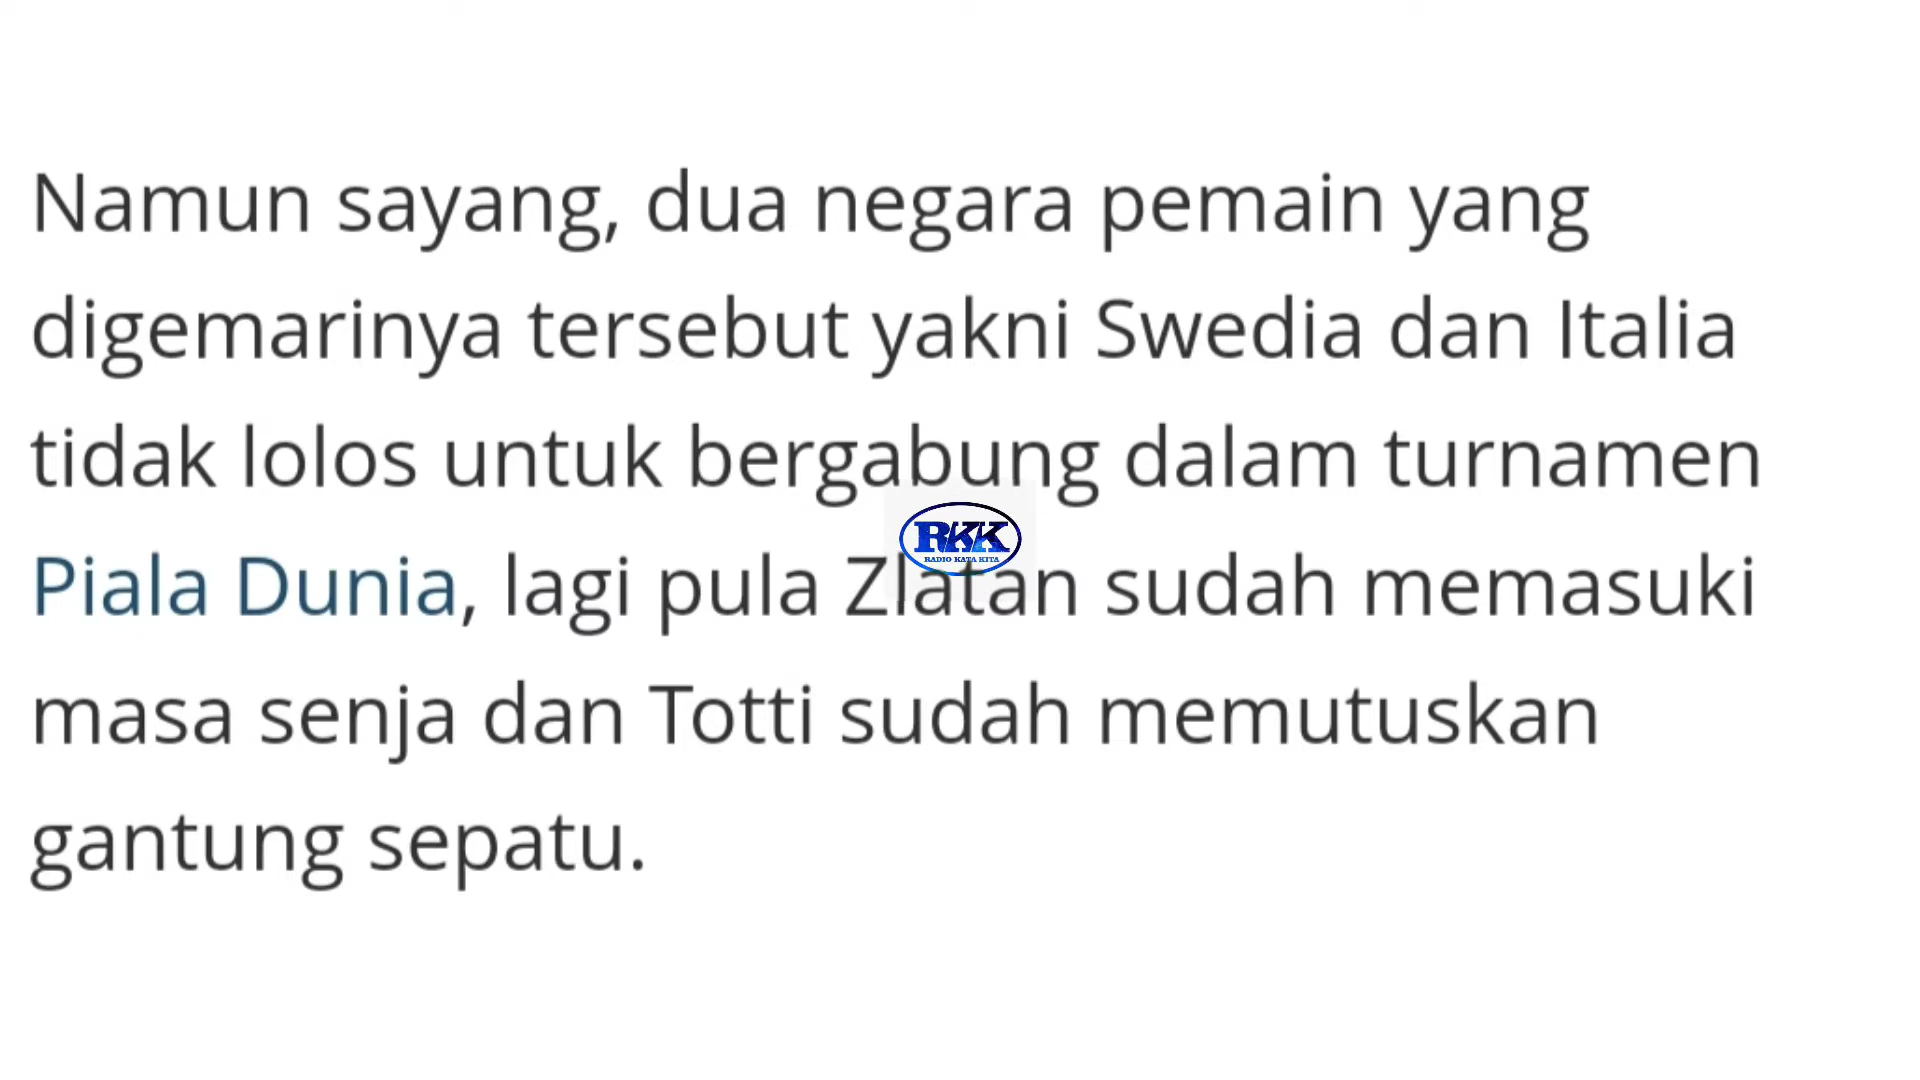 Namun sayang, dua negara pemain yang
digemarinya tersebut yakni Swedia dan Italia
tidak lolos untuk bergabung dalam turnamen
RKK
RADIO KATA KITA
Piala Dunia, lagi pula Zlatan sudah memasuki
masa senja dan Totti sudah memutuskan
gantung sepatu.